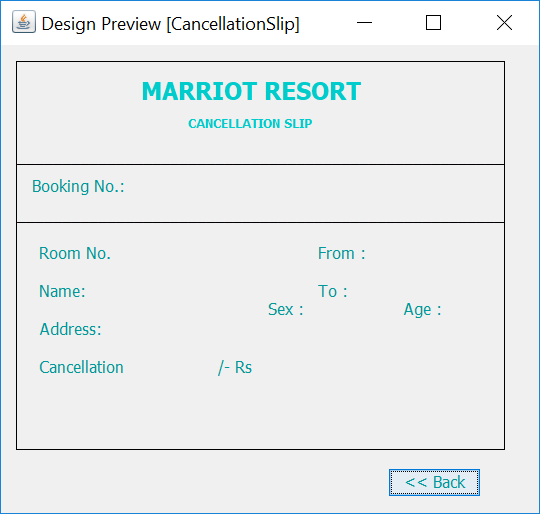 Design Preview [CancellationSlip]
MARRIOT RESORT
CANCELLATION SLIP
Booking No.:
Room No. From :
Name: To :
Sex : Age :
Address:
Cancellation /- Rs
<< Back